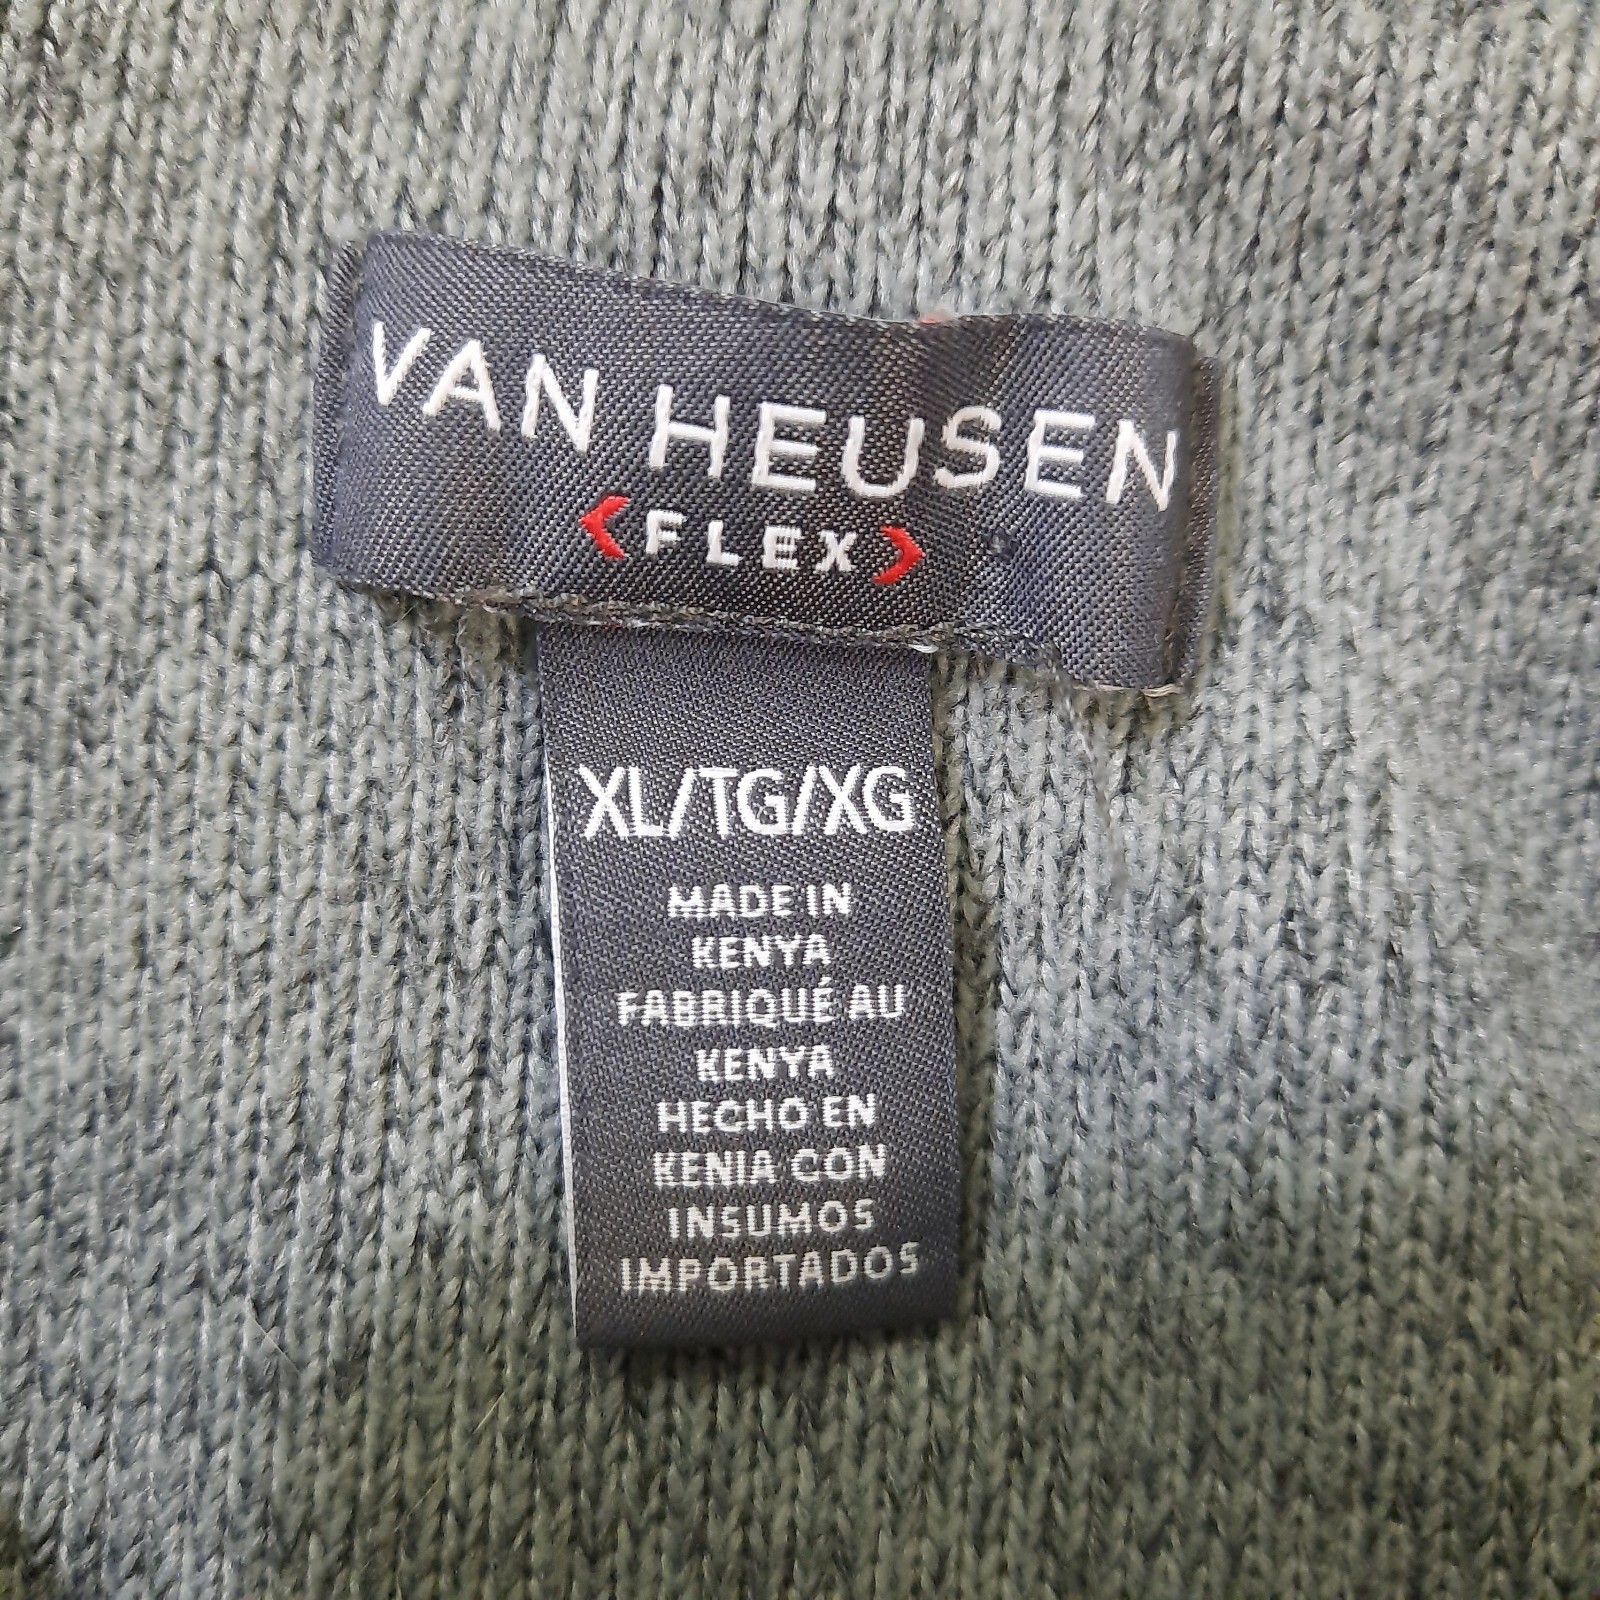 VAN HEUSEN
<FLEX>
XL/TG/XG
MADE IN
KENYA
FABRIQUÉ AU
KENYA
HECHO EN
KENIA CON
INSUMOS
IMPORTADOS